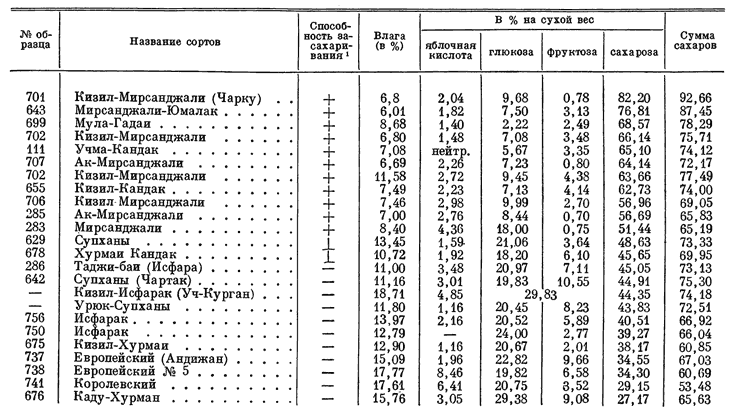 № образца | Название сортов | Способность засахаривания ¹ | Влага (в %) | В % на сухой вес: яблочная кислота | глюкоза | фруктоза | сахароза | Сумма сахаров
701 Кизил-Мирсанджали (Чарку) . . + 6,8 2,04 9,68 0,78 82,20 92,66
643 Мирсанджали-Юмалак . . . . . + 6,01 1,82 7,50 3,13 76,81 87,45
699 Мула-Гадаи . . . . . . . . . + 8,68 1,40 2,22 2,49 68,57 78,29
702 Кизил-Мирсанджали . . . . . . + 6,80 1,48 7,08 3,48 66,14 75,71
111 Учма-Кандак . . . . . . . . . + 7,08 нейтр. 5,67 3,35 65,10 74,12
707 Ак-Мирсанджали . . . . . . . + 6,69 2,26 7,23 0,80 64,14 72,17
702 Кизил-Мирсанджали . . . . . . + 11,58 2,72 9,45 4,38 63,66 77,49
655 Кизил-Кандак . . . . . . . . + 7,49 2,23 7,13 4,14 62,73 74,00
706 Кизил-Мирсанджали . . . . . . + 7,46 2,98 9,99 2,70 56,96 69,05
285 Ак-Мирсанджали . . . . . . . + 7,00 2,76 8,44 0,70 56,69 65,83
283 Мирсанджали . . . . . . . . . + 8,40 4,36 18,00 0,75 51,44 65,19
629 Супханы . . . . . . . . . . . 13,45 1,59 21,06 3,64 48,63 73,33
678 Хурмаи Кандак . . . . . . . . 10,72 1,92 18,20 6,10 45,65 69,95
286 Таджи-баи (Исфара) . . . . . — 11,00 3,48 20,97 7,11 45,05 73,13
642 Супханы (Чартак) . . . . . . — 11,16 3,01 19,83 10,55 44,91 75,30
— Кизил-Исфарак (Уч-Курган) . . — 18,71 4,85 29,83 44,35 74,18
— Урюк-Супханы . . . . . . . . — 11,80 1,16 20,45 8,23 43,83 72,51
756 Исфарак . . . . . . . . . . . — 13,97 2,16 20,52 5,89 40,51 66,92
750 Исфарак . . . . . . . . . . . — 12,79 — 24,00 2,77 39,27 66,04
675 Кизил-Хурмаи . . . . . . . . — 12,90 1,16 20,67 2,01 38,17 60,85
737 Европейский (Андижан) . . . . — 15,09 1,96 22,82 9,66 34,55 67,03
738 Европейский № 5 . . . . . . . — 17,77 8,46 19,82 6,58 34,30 60,69
741 Королевский . . . . . . . . . — 17,61 6,41 20,75 3,52 29,15 53,48
676 Каду-Хурман . . . . . . . . . — 15,76 3,05 29,38 9,08 27,17 65,63